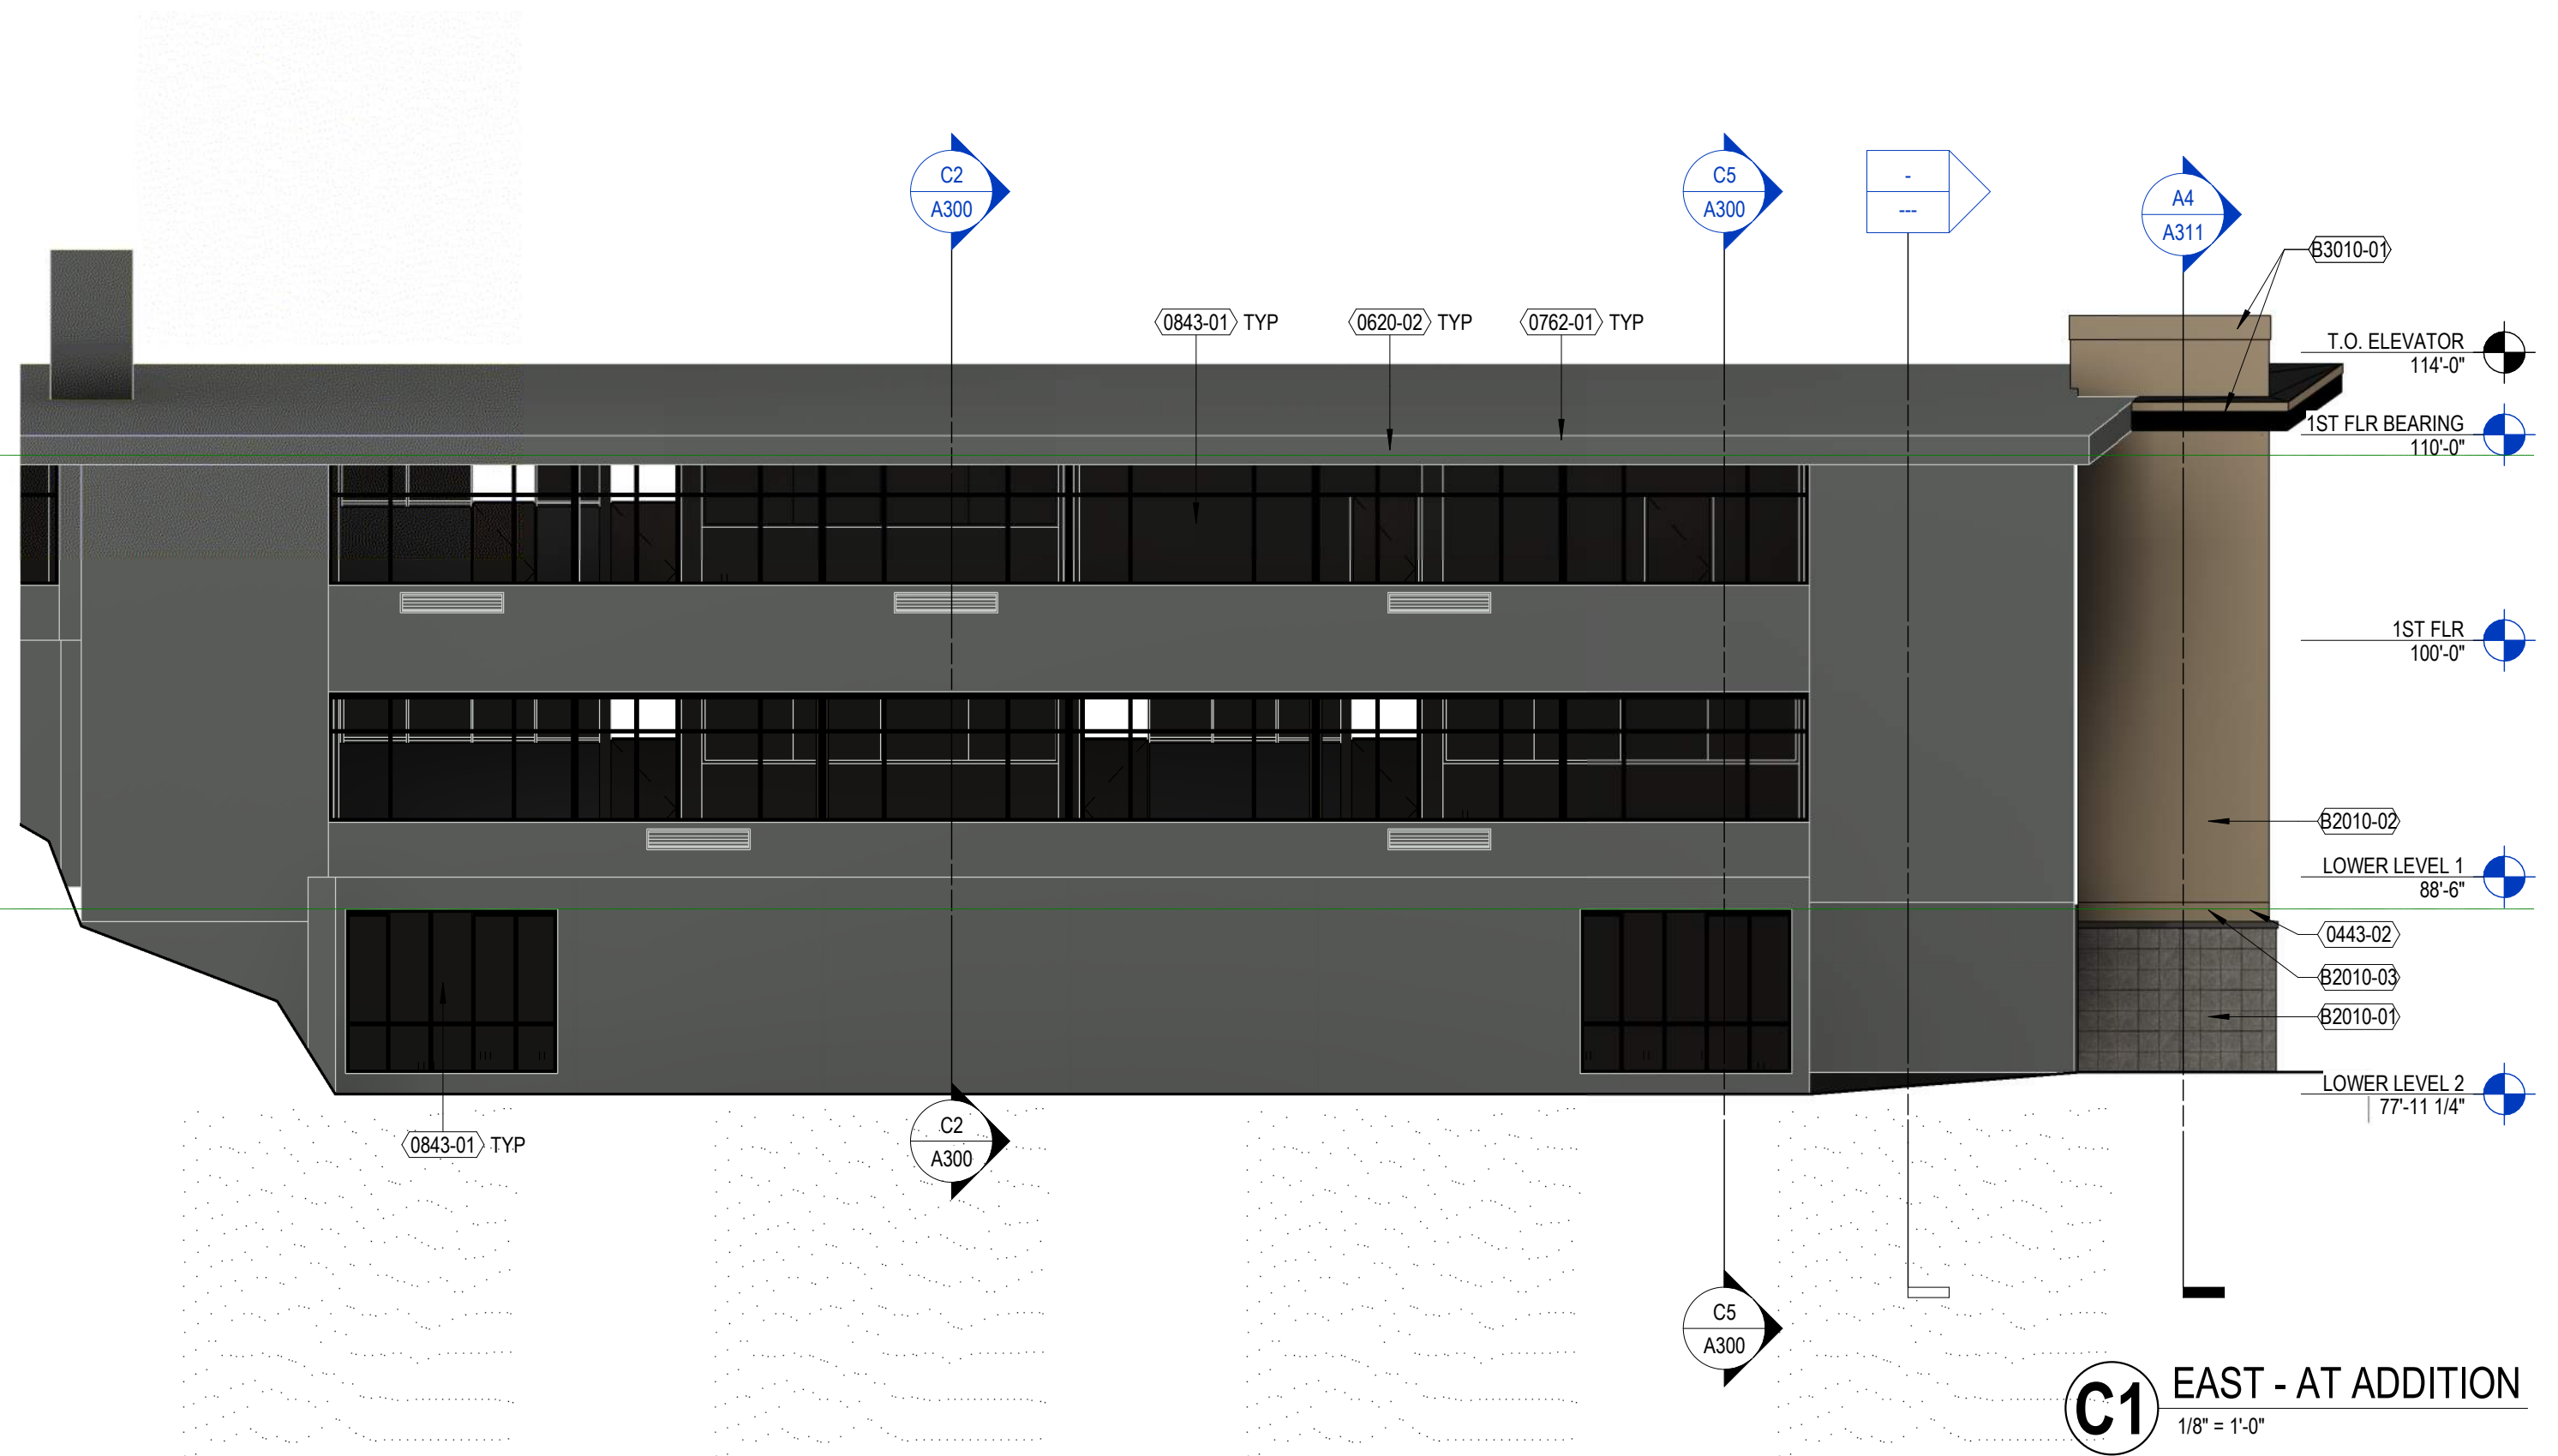 C2
A300
C5
A300
-
---
A4
A311
B3010-01
0843-01 TYP
0620-02 TYP
0762-01 TYP
T.O. ELEVATOR
114'-0"
1ST FLR BEARING
110'-0"
1ST FLR
100'-0"
B2010-02
LOWER LEVEL 1
88'-6"
0443-02
B2010-03
B2010-01
LOWER LEVEL 2
77'-11 1/4"
0843-01 TYP
C2
A300
C5
A300
C1
EAST - AT ADDITION
1/8" = 1'-0"